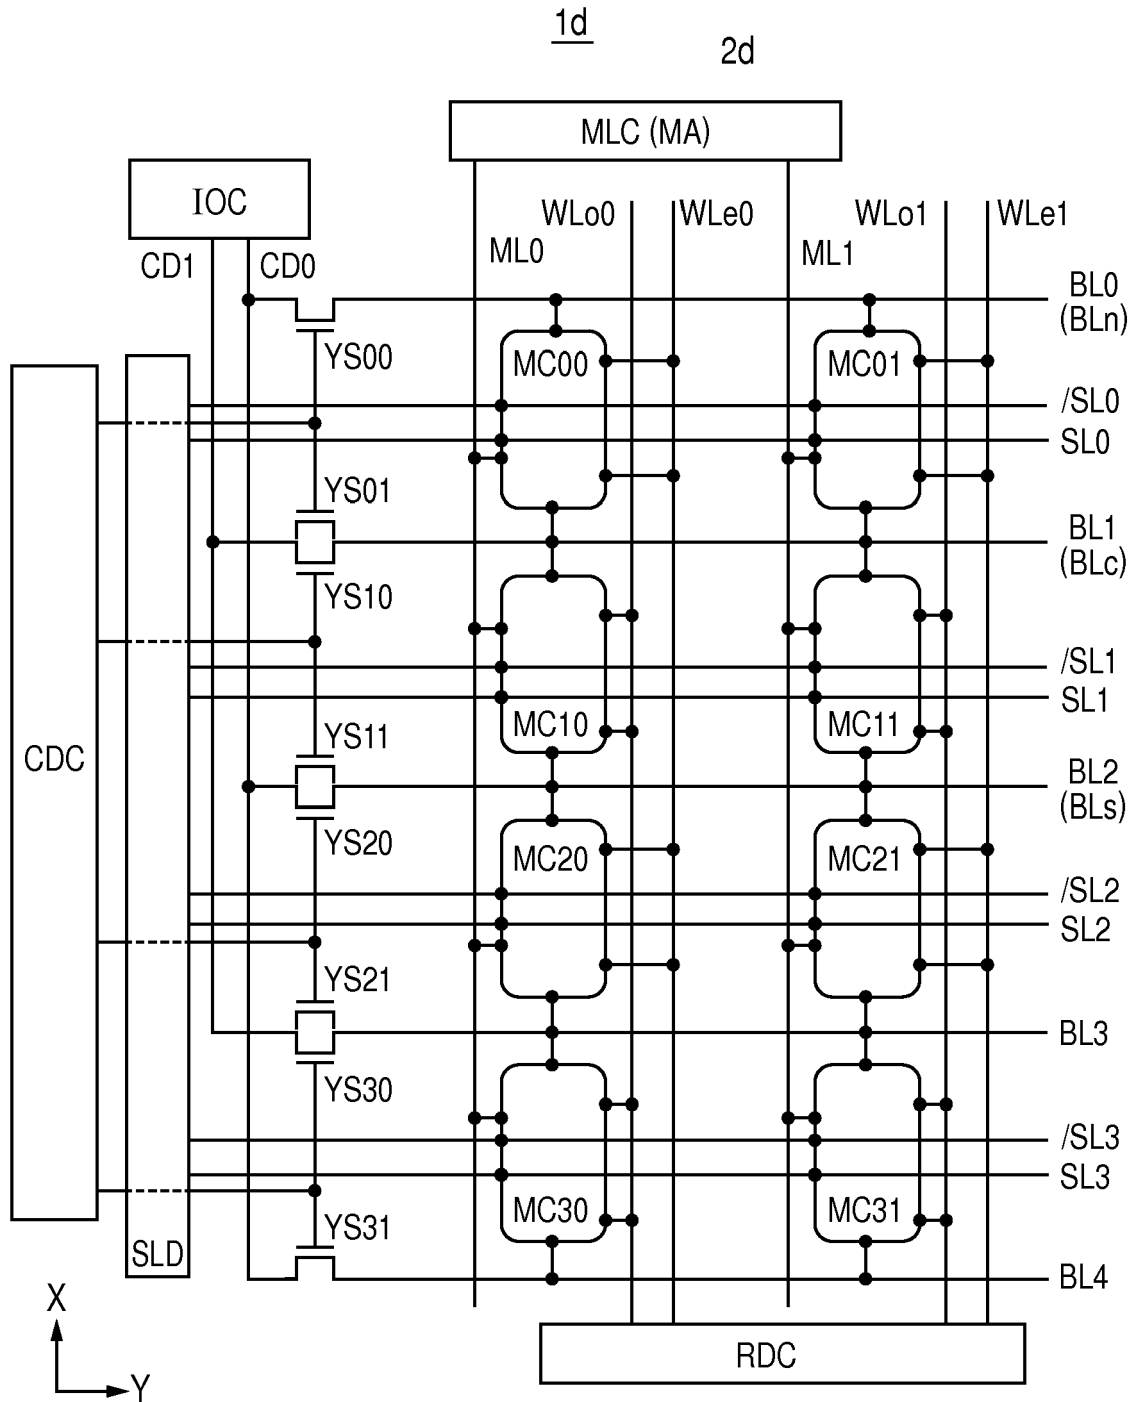 1d
2d
MLC (MA)
IOC
WLo0
WLe0
WLo1
WLe1
CD1
CD0
ML0
ML1
BL0
(BLn)
YS00
MC00
MC01
/SL0
SL0
YS01
BL1
(BLc)
YS10
/SL1
SL1
MC10
MC11
YS11
CDC
BL2
(BLs)
YS20
MC20
MC21
/SL2
SL2
YS21
BL3
YS30
/SL3
SL3
MC30
MC31
YS31
SLD
BL4
X
Y
RDC